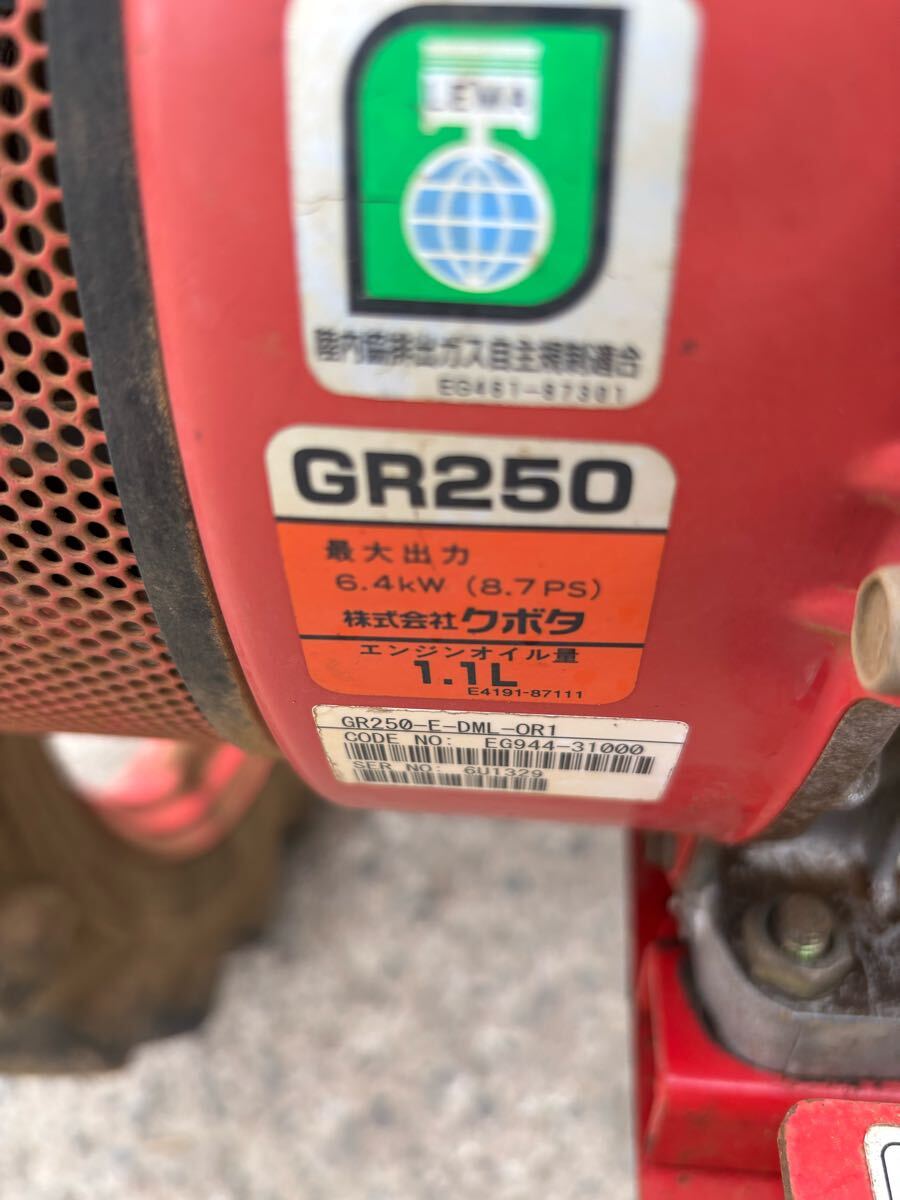 LEMA
陸内協排出ガス自主規制適合
EG461-87301
GR250
最大出力
6.4kW (8.7PS)
株式会社クボタ
エンジンオイル量
1.1L
E4191-87111
GR250-E-DML-OR1
CODE NO: EG944-31000
SER NO: 6U1329